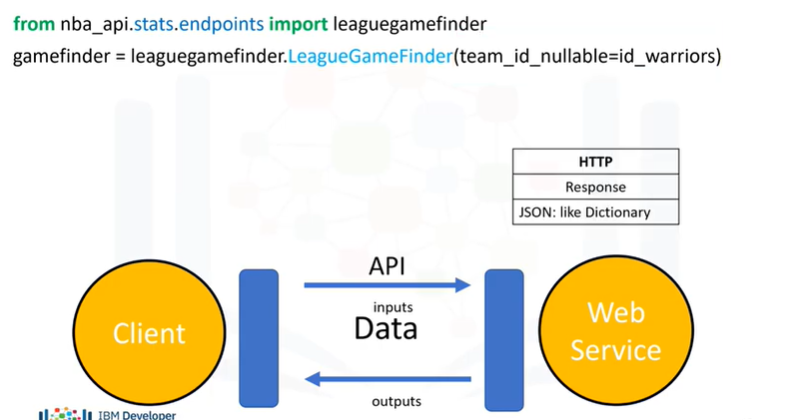 from nba_api.stats.endpoints import leaguegamefinder
gamefinder = leaguegamefinder.LeagueGameFinder(team_id_nullable=id_warriors)
HTTP
Response
JSON: like Dictionary
API
inputs
Data
outputs
Client
Web
Service
IBM Developer